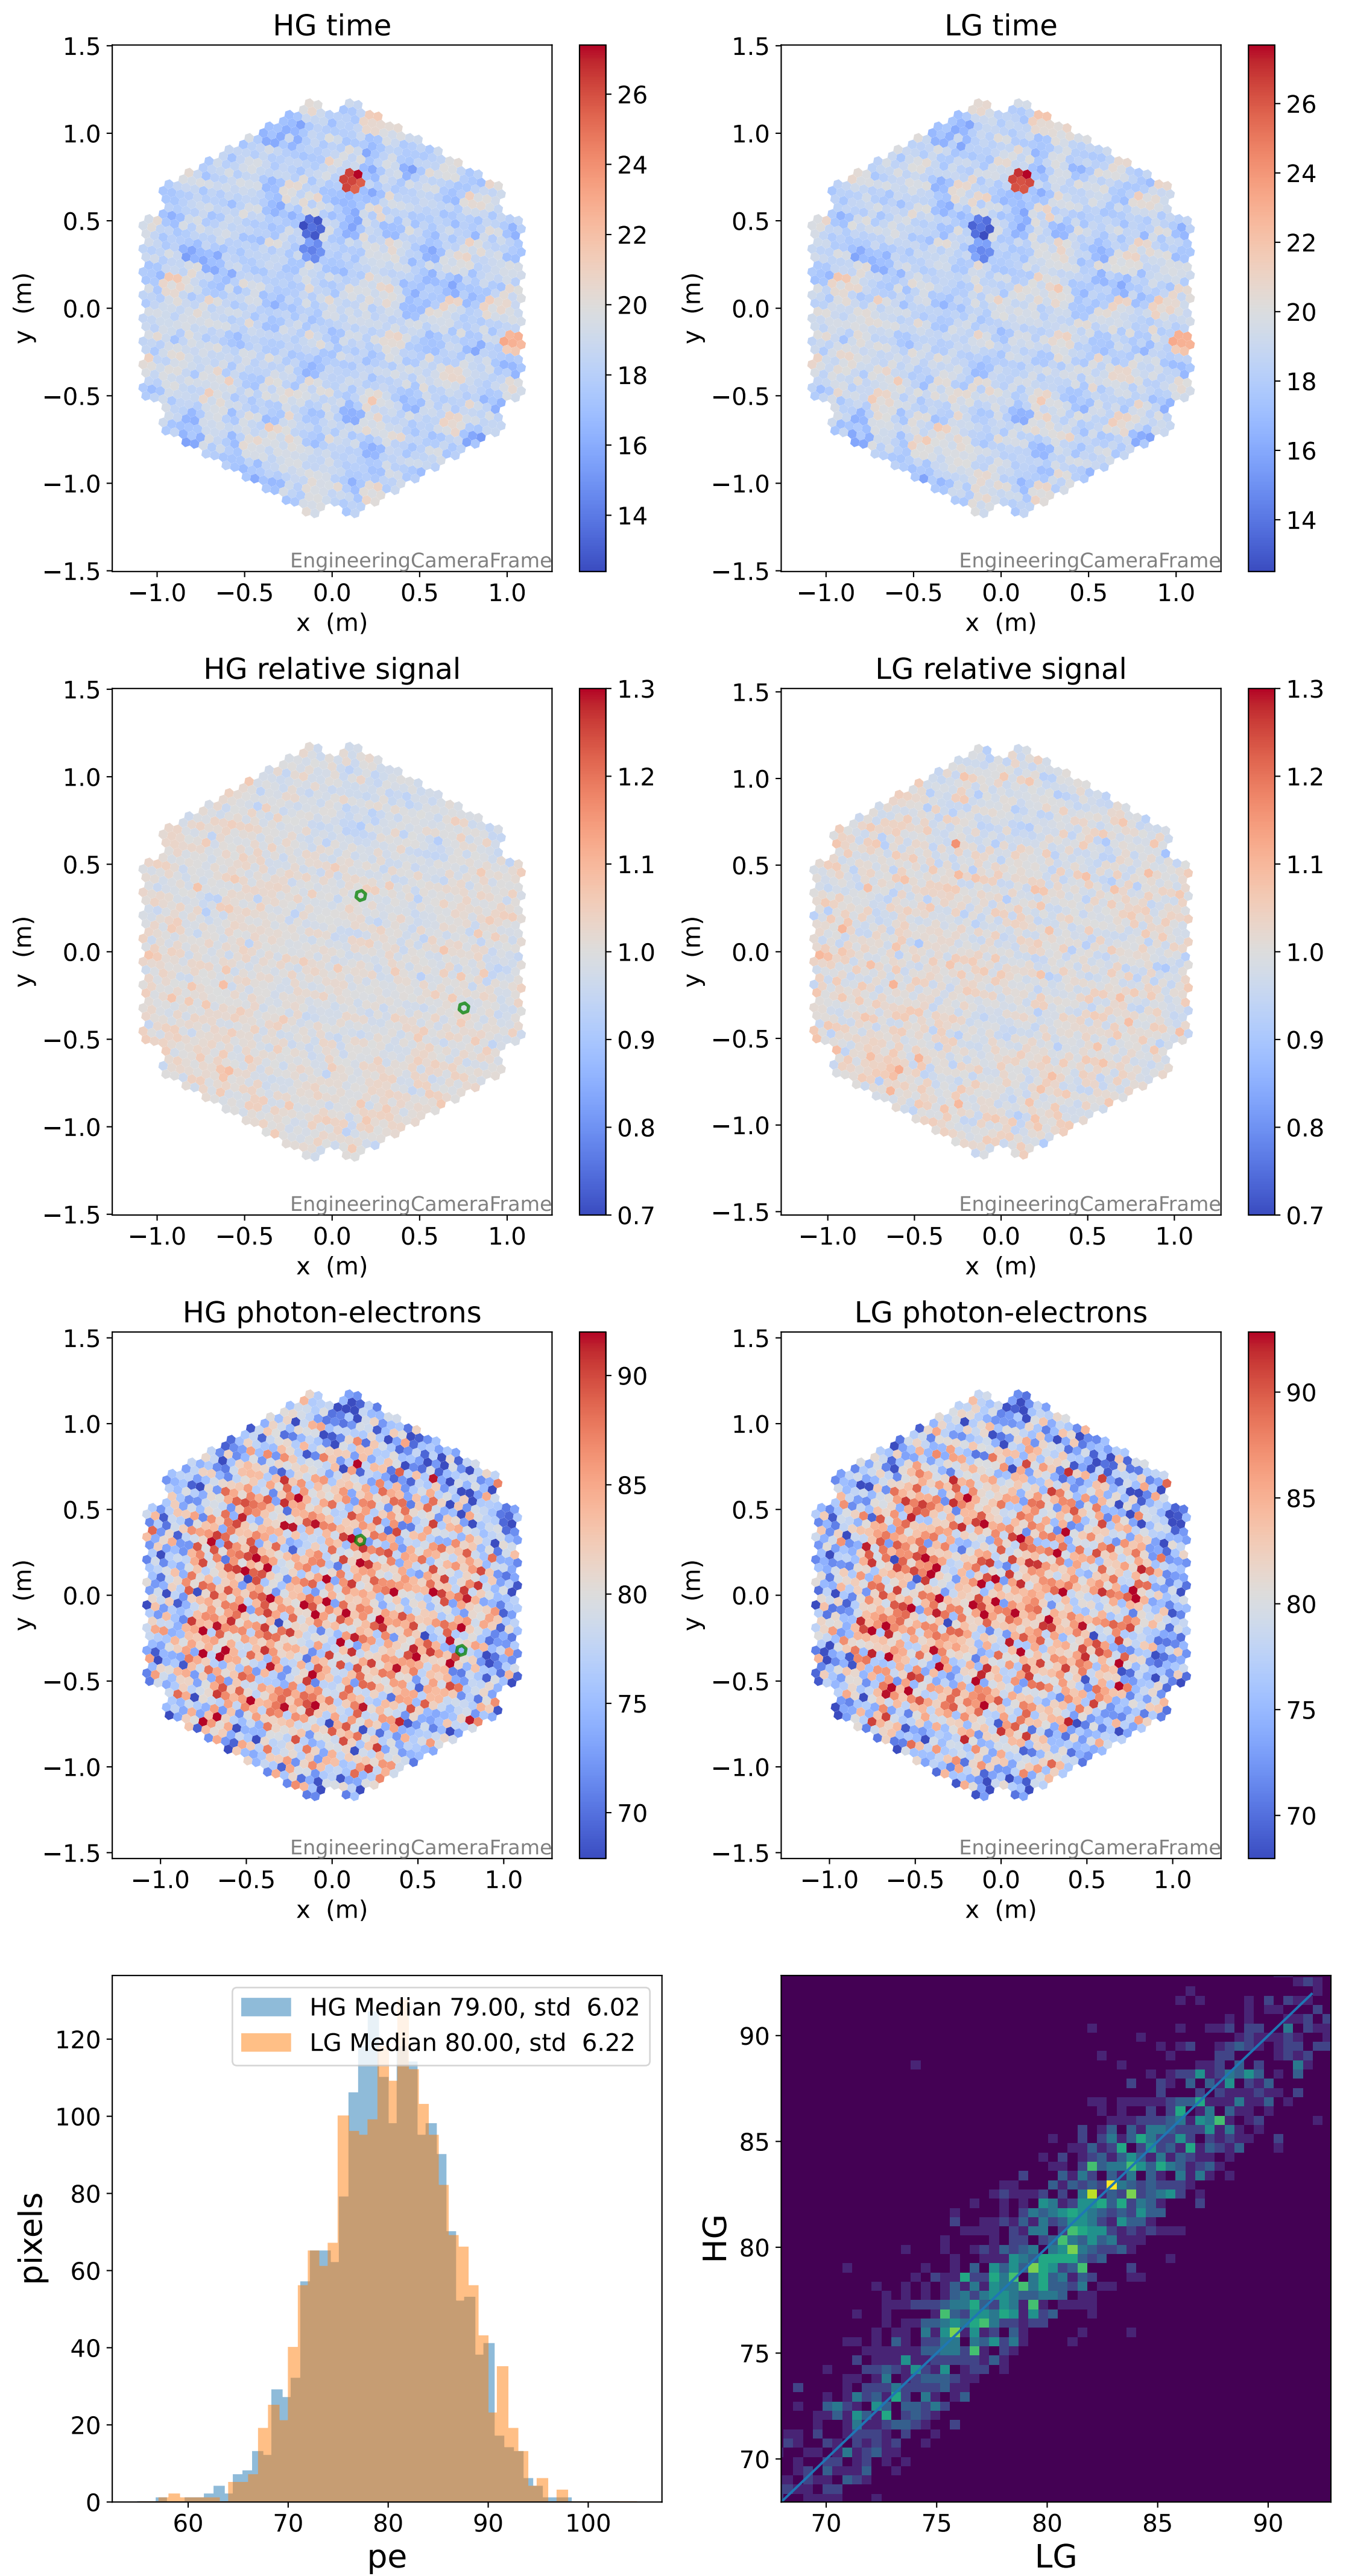 HG time
LG time
1.5
1.0
0.5
0.0
−0.5
−1.0
−1.5
y (m)
−1.0 −0.5 0.0 0.5 1.0
x (m)
EngineeringCameraFrame
26
24
22
20
18
16
14
1.5
1.0
0.5
0.0
−0.5
−1.0
−1.5
y (m)
−1.0 −0.5 0.0 0.5 1.0
x (m)
EngineeringCameraFrame
26
24
22
20
18
16
14
HG relative signal
LG relative signal
1.5
1.0
0.5
0.0
−0.5
−1.0
−1.5
y (m)
−1.0 −0.5 0.0 0.5 1.0
x (m)
EngineeringCameraFrame
1.3
1.2
1.1
1.0
0.9
0.8
0.7
1.5
1.0
0.5
0.0
−0.5
−1.0
−1.5
y (m)
−1.0 −0.5 0.0 0.5 1.0
x (m)
EngineeringCameraFrame
1.3
1.2
1.1
1.0
0.9
0.8
0.7
HG photon-electrons
LG photon-electrons
1.5
1.0
0.5
0.0
−0.5
−1.0
−1.5
y (m)
−1.0 −0.5 0.0 0.5 1.0
x (m)
EngineeringCameraFrame
90
85
80
75
70
1.5
1.0
0.5
0.0
−0.5
−1.0
−1.5
y (m)
−1.0 −0.5 0.0 0.5 1.0
x (m)
EngineeringCameraFrame
90
85
80
75
70
HG Median 79.00, std 6.02
LG Median 80.00, std 6.22
120
100
80
60
40
20
0
pixels
60 70 80 90 100
pe
90
85
80
75
70
HG
70 75 80 85 90
LG